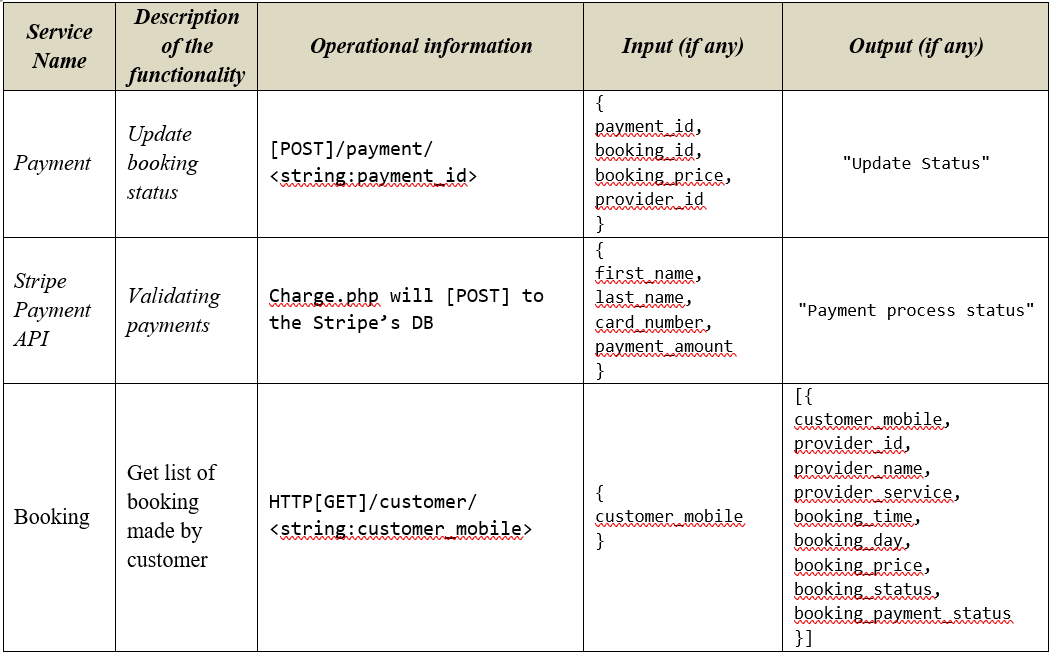 Service
Name
Description
of the
functionality
Operational information
Input (if any)
Output (if any)
Payment
Update
booking
status
[POST]/payment/
<string:payment_id>
{
payment_id,
booking_id,
booking_price,
provider_id
}
"Update Status"
Stripe
Payment
API
Validating
payments
Charge.php will [POST] to
the Stripe’s DB
{
first_name,
last_name,
card_number,
payment_amount
}
"Payment process status"
Booking
Get list of
booking
made by
customer
HTTP[GET]/customer/
<string:customer_mobile>
{
customer_mobile
}
[{
customer_mobile,
provider_id,
provider_name,
provider_service,
booking_time,
booking_day,
booking_price,
booking_status,
booking_payment_status
}]